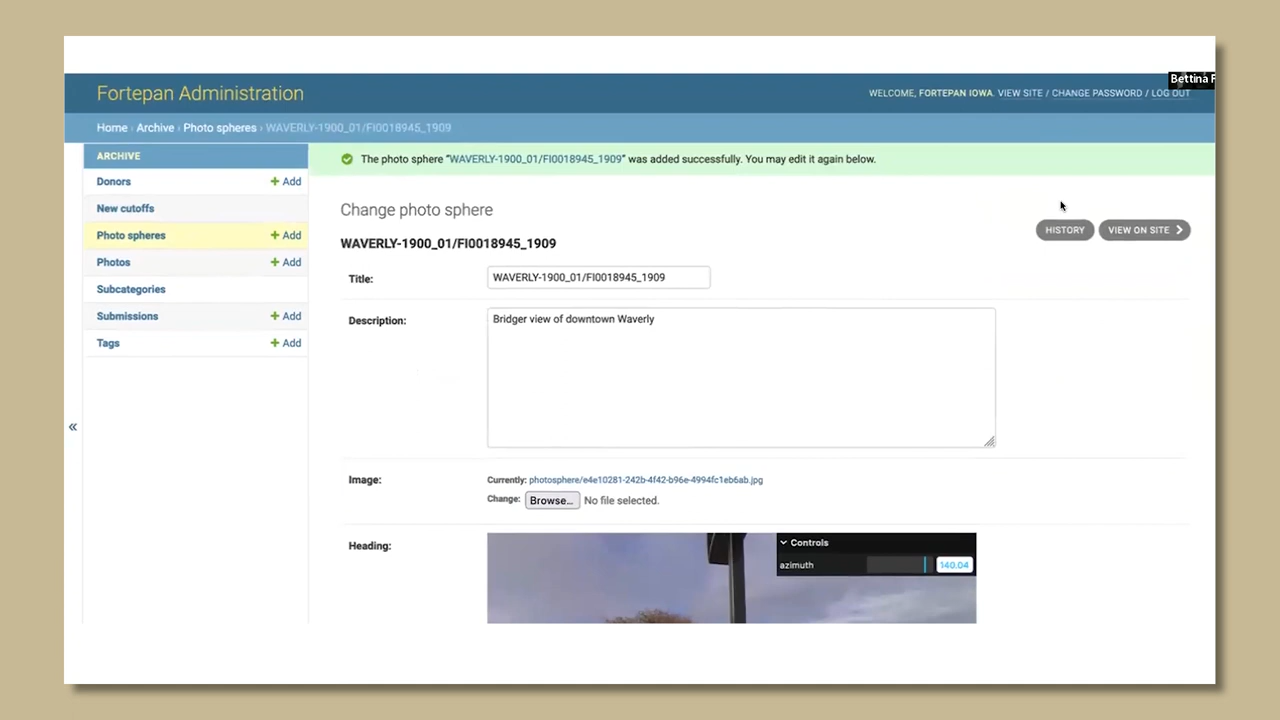 Bettina F
Fortepan Administration
WELCOME, FORTEPAN IOWA. VIEW SITE / CHANGE PASSWORD / LOG OUT
Home › Archive › Photo spheres › WAVERLY-1900_01/FI0018945_1909
ARCHIVE
Donors + Add
New cutoffs
Photo spheres + Add
Photos + Add
Subcategories
Submissions + Add
Tags + Add
«
The photo sphere “WAVERLY-1900_01/FI0018945_1909” was added successfully. You may edit it again below.
Change photo sphere
HISTORY
VIEW ON SITE
WAVERLY-1900_01/FI0018945_1909
Title: WAVERLY-1900_01/FI0018945_1909
Description: Bridger view of downtown Waverly
Image: Currently: photosphere/e4e10281-242b-4f42-b96e-4994fc1eb6ab.jpg
Change: Browse... No file selected.
Heading:
Controls
azimuth 140.04